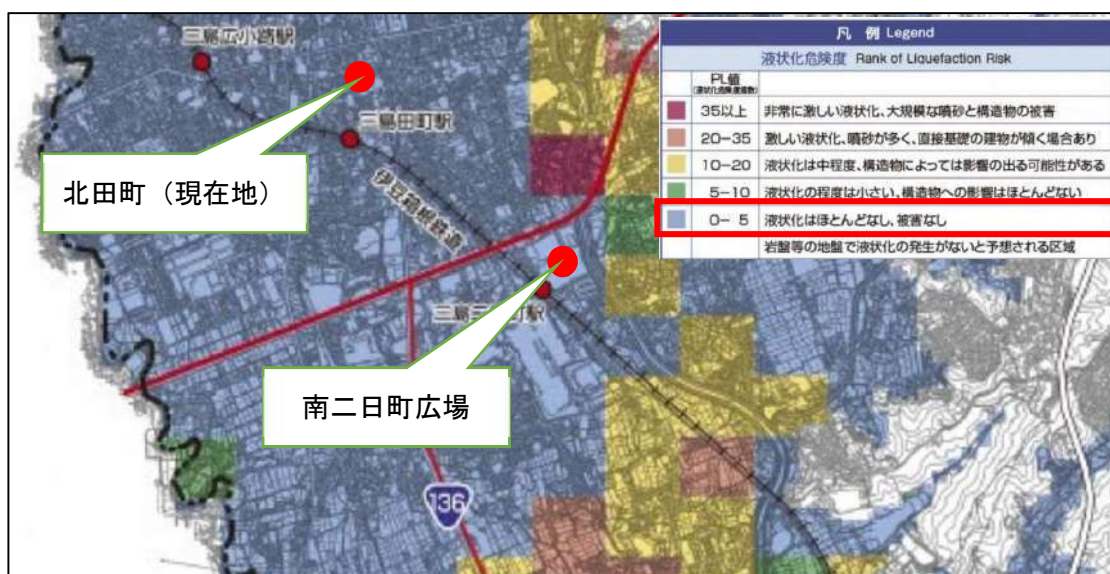 凡 例 Legend
液状化危険度 Rank of Liquefaction Risk
PL値
(液状化危険度指数)
35以上 非常に激しい液状化、大規模な噴砂と構造物の被害
20-35 激しい液状化、噴砂が多く、直接基礎の建物が傾く場合あり
10-20 液状化は中程度、構造物によっては影響の出る可能性がある
5-10 液状化の程度は小さい、構造物への影響はほとんどない
0- 5 液状化はほとんどなし、被害なし
岩盤等の地盤で液状化の発生がないと予想される区域
三島広小路駅
三島田町駅
北田町（現在地）
伊豆箱根鉄道
南二日町広場
136